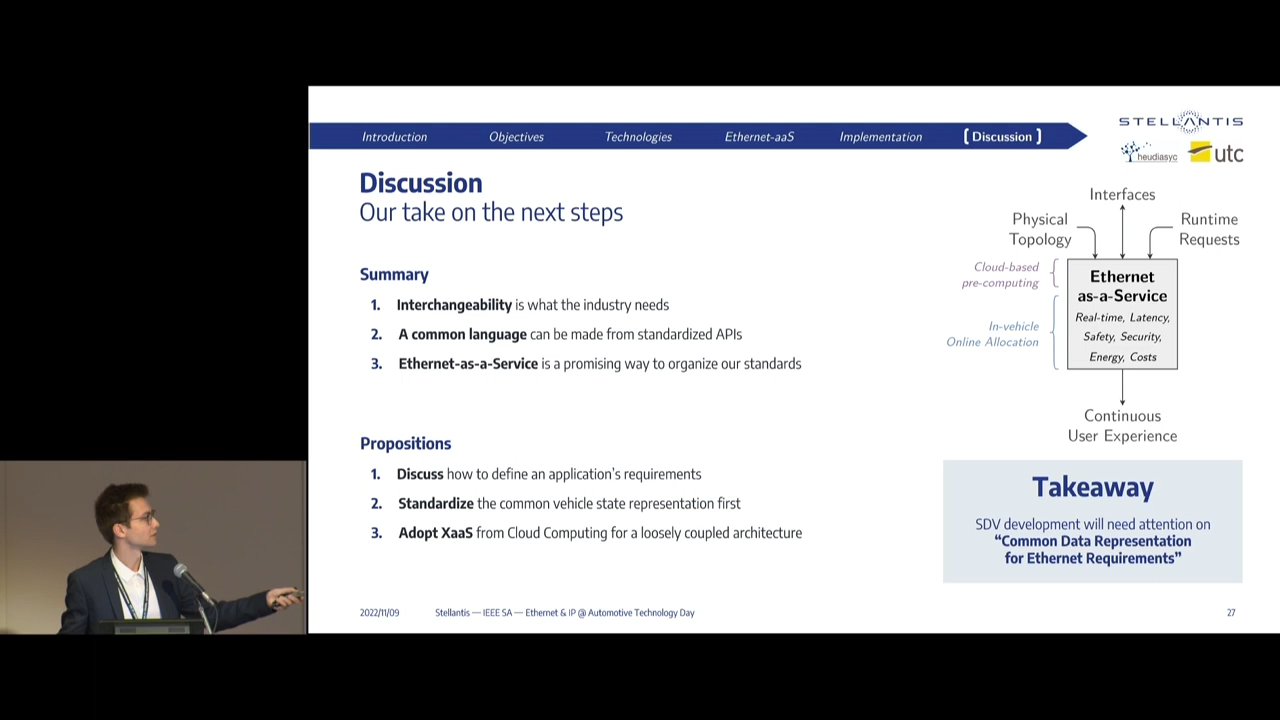 Introduction
Objectives
Technologies
Ethernet-aaS
Implementation
[ Discussion ]
STELLANTIS
heudiasyc
utc
Discussion
Our take on the next steps
Summary
1. Interchangeability is what the industry needs
2. A common language can be made from standardized APIs
3. Ethernet-as-a-Service is a promising way to organize our standards
Propositions
1. Discuss how to define an application's requirements
2. Standardize the common vehicle state representation first
3. Adopt XaaS from Cloud Computing for a loosely coupled architecture
Interfaces
Physical
Topology
Runtime
Requests
Cloud-based
pre-computing
In-vehicle
Online Allocation
Ethernet
as-a-Service
Real-time, Latency,
Safety, Security,
Energy, Costs
Continuous
User Experience
Takeaway
SDV development will need attention on
“Common Data Representation
for Ethernet Requirements”
2022/11/09
Stellantis — IEEE SA — Ethernet & IP @ Automotive Technology Day
27